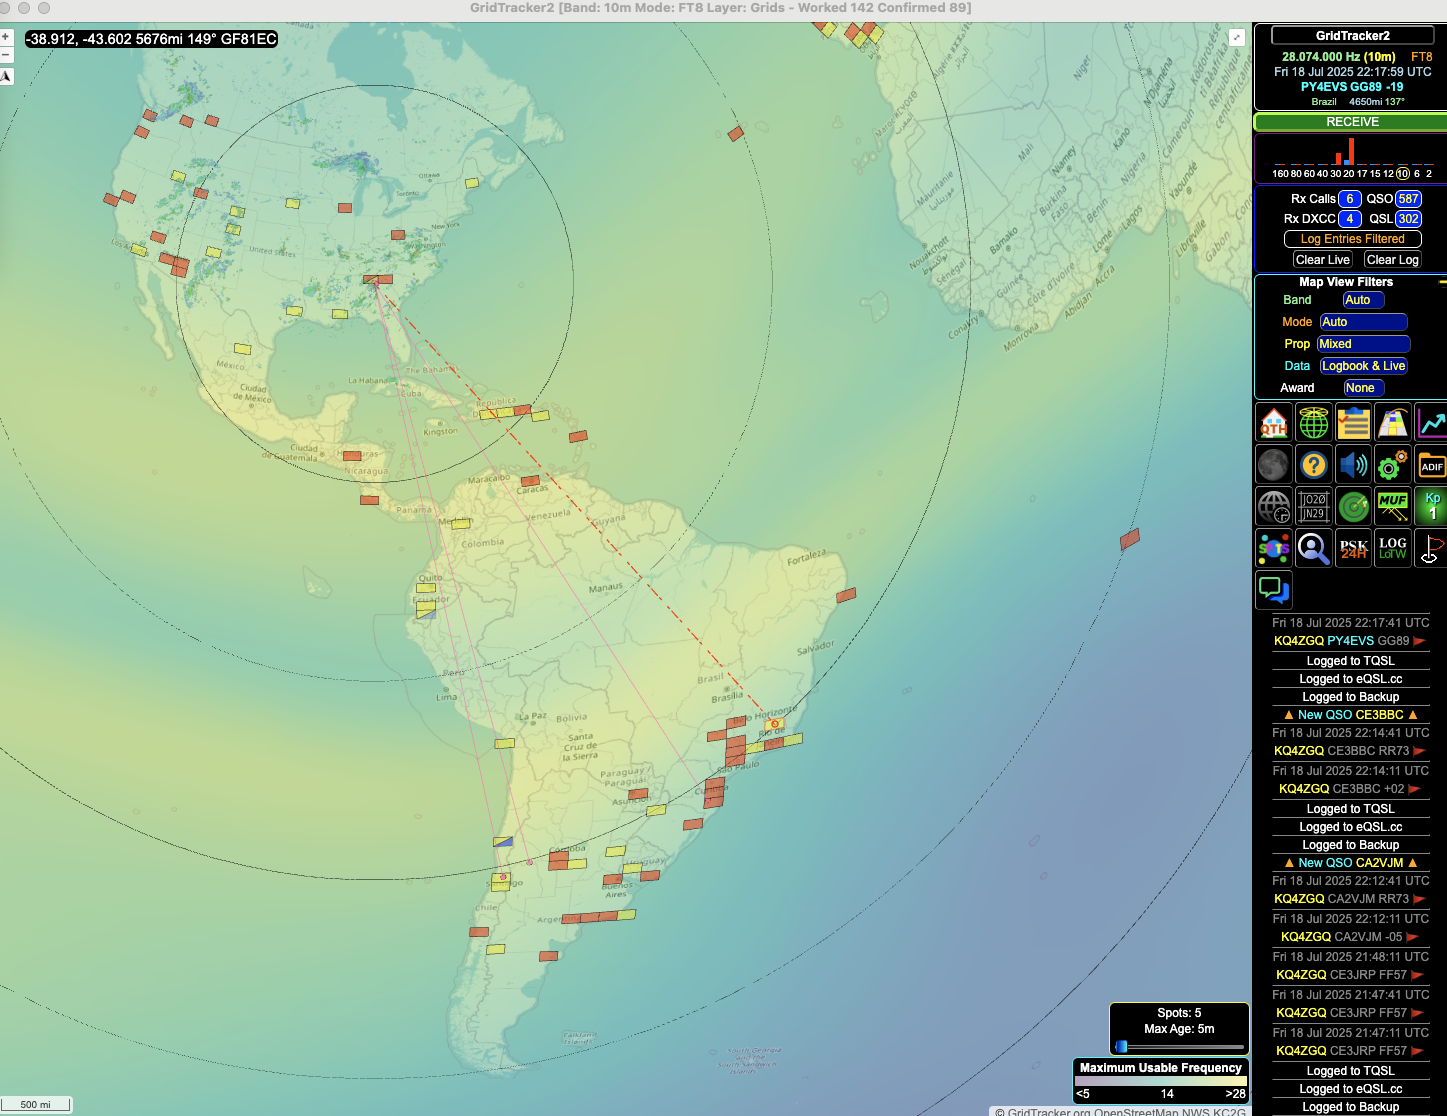 GridTracker2 [Band: 10m Mode: FT8 Layer: Grids - Worked 142 Confirmed 89]
-38.912, -43.602 5676mi 149° GF81EC
GridTracker2
28.074.000 Hz (10m) FT8
Fri 18 Jul 2025 22:17:59 UTC
PY4EVS GG89 -19
Brazil 4650mi 137°
RECEIVE
160 80 60 40 30 20 17 15 12 10 6 2
Rx Calls 6 QSO 587
Rx DXCC 4 QSL 302
Log Entries Filtered
Clear Live Clear Log
Map View Filters
Band Auto
Mode Auto
Prop Mixed
Data Logbook & Live
Award None
QTH
ADIF
JO20
JN29
MUF
Kp
1
SPOTS
PSK
24H
LOG
LoTW
Fri 18 Jul 2025 22:17:41 UTC
KQ4ZGQ PY4EVS GG89
Logged to TQSL
Logged to eQSL.cc
Logged to Backup
New QSO CE3BBC
Fri 18 Jul 2025 22:14:41 UTC
KQ4ZGQ CE3BBC RR73
Fri 18 Jul 2025 22:14:11 UTC
KQ4ZGQ CE3BBC +02
Logged to TQSL
Logged to eQSL.cc
Logged to Backup
New QSO CA2VJM
Fri 18 Jul 2025 22:12:41 UTC
KQ4ZGQ CA2VJM RR73
Fri 18 Jul 2025 22:12:11 UTC
KQ4ZGQ CA2VJM -05
Fri 18 Jul 2025 21:48:11 UTC
KQ4ZGQ CE3JRP FF57
Fri 18 Jul 2025 21:47:41 UTC
KQ4ZGQ CE3JRP FF57
Fri 18 Jul 2025 21:47:11 UTC
KQ4ZGQ CE3JRP FF57
Logged to TQSL
Logged to eQSL.cc
Logged to Backup
Ottawa
Toronto
New York
Washington
United States
México
Ciudad
de México
La Habana
Cuba
The Bahamas
Kingston
República
Ciudad
de Guatemala
Honduras
Nicaragua
Panamá
Maracaibo
Caracas
Venezuela
Guyana
Medellín
Colombia
Quito
Ecuador
Perú
Lima
Manaus
Fortaleza
Salvador
Brasil
Brasília
La Paz
Bolivia
Santa
Cruz de
la Sierra
Paraguay /
Paraguái
Asunción
São Paulo
Curitiba
Córdoba
Uruguay
Buenos
Aires
Santiago
Chile
Argentina
Falkland
Islands
South Georgia
and the
South Sandwich
Islands
Mauritanie
Nouakchott
Sénégal
Bamako
Guinée
Conakry
Monrovia
Côte d'Ivoire
Abidjan
Accra
Lomé
Lagos
Bénin
Burkina
Faso
Niamey
Mali
Niger
Kano
Nigeria
Yaoundé
Libreville
Gabon
Spots: 5
Max Age: 5m
Maximum Usable Frequency
<5 14 >28
500 mi
© GridTracker.org OpenStreetMap NWS KC2G